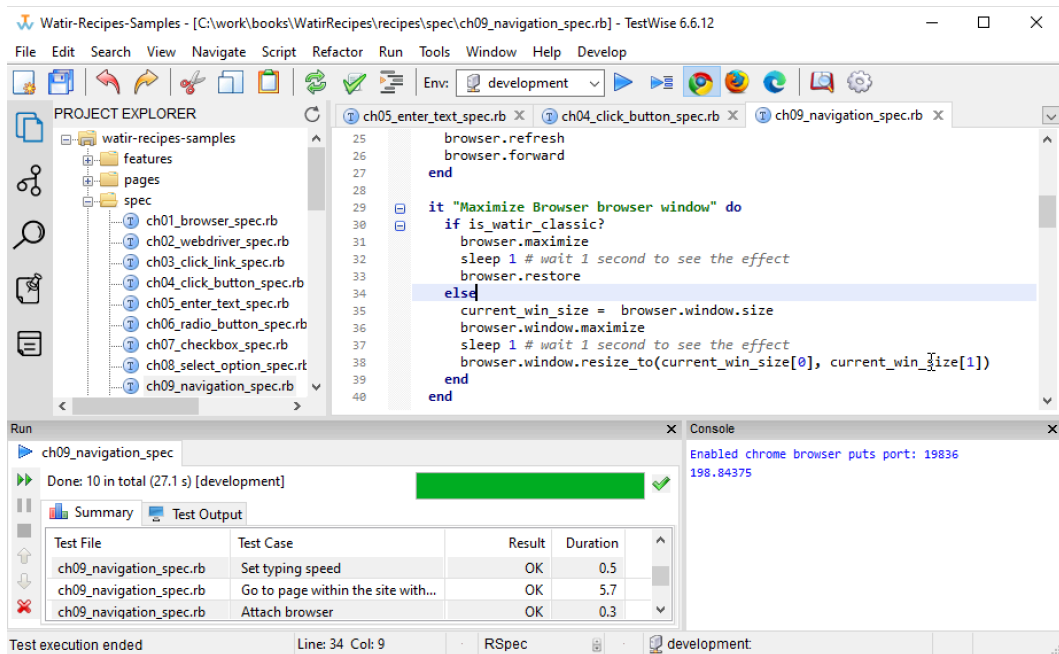 Watir-Recipes-Samples - [C:\work\books\WatirRecipes\recipes\spec\ch09_navigation_spec.rb] - TestWise 6.6.12
File Edit Search View Navigate Script Refactor Run Tools Window Help Develop
Env: development
PROJECT EXPLORER
watir-recipes-samples
features
pages
spec
ch01_browser_spec.rb
ch02_webdriver_spec.rb
ch03_click_link_spec.rb
ch04_click_button_spec.rb
ch05_enter_text_spec.rb
ch06_radio_button_spec.rb
ch07_checkbox_spec.rb
ch08_select_option_spec.rb
ch09_navigation_spec.rb
ch05_enter_text_spec.rb ch04_click_button_spec.rb ch09_navigation_spec.rb
25 browser.refresh
26 browser.forward
27 end
28
29 it "Maximize Browser browser window" do
30 if is_watir_classic?
31 browser.maximize
32 sleep 1 # wait 1 second to see the effect
33 browser.restore
34 else
35 current_win_size = browser.window.size
36 browser.window.maximize
37 sleep 1 # wait 1 second to see the effect
38 browser.window.resize_to(current_win_size[0], current_win_size[1])
39 end
40 end
Run
ch09_navigation_spec
Done: 10 in total (27.1 s) [development]
Summary Test Output
Test File Test Case Result Duration
ch09_navigation_spec.rb Set typing speed OK 0.5
ch09_navigation_spec.rb Go to page within the site with... OK 5.7
ch09_navigation_spec.rb Attach browser OK 0.3
Console
Enabled chrome browser puts port: 19836
198.84375
Test execution ended Line: 34 Col: 9 RSpec development